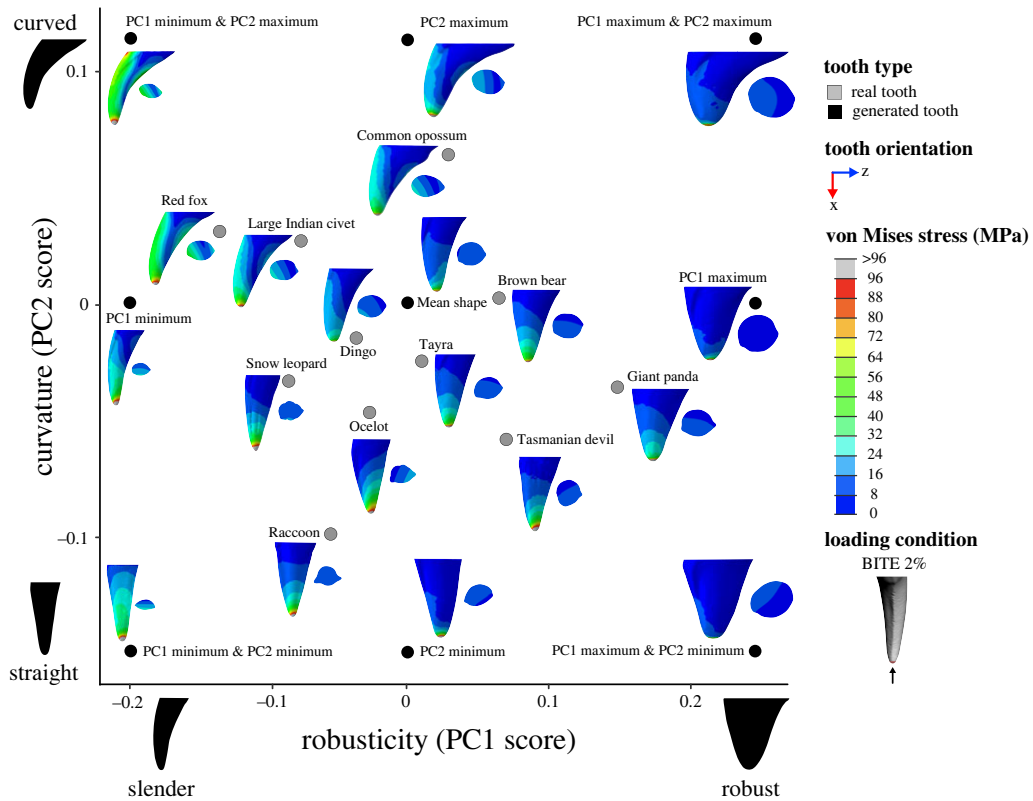 curved
PC1 minimum & PC2 maximum
PC2 maximum
PC1 maximum & PC2 maximum
0.1
tooth type
real tooth
generated tooth
Common opossum
tooth orientation
z
x
Red fox
Large Indian civet
von Mises stress (MPa)
>96
96
88
80
72
64
56
48
40
32
24
16
8
0
Brown bear
PC1 maximum
0
Mean shape
PC1 minimum
Dingo
Tayra
Snow leopard
Giant panda
Ocelot
Tasmanian devil
curvature (PC2 score)
Raccoon
–0.1
loading condition
BITE 2%
PC1 minimum & PC2 minimum
PC2 minimum
PC1 maximum & PC2 minimum
straight
–0.2
–0.1
0
0.1
0.2
robusticity (PC1 score)
slender
robust